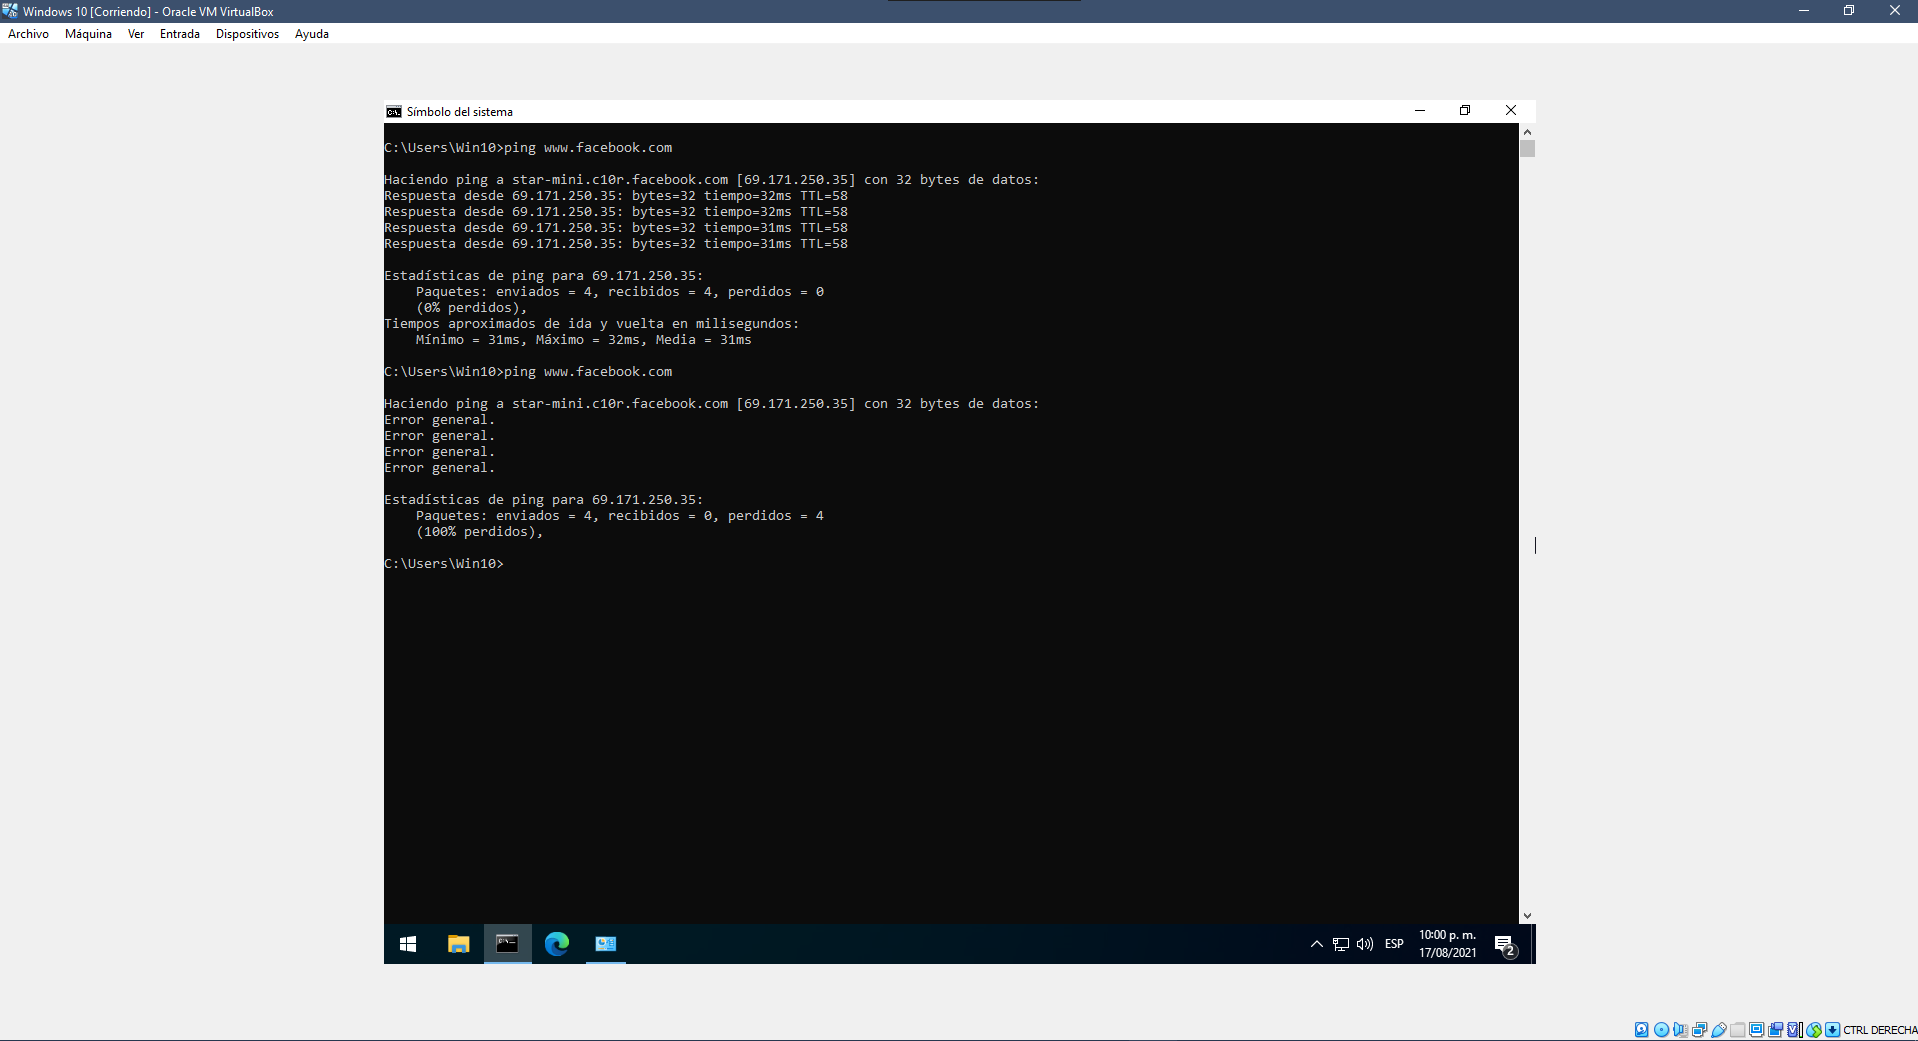 Windows 10 [Corriendo] - Oracle VM VirtualBox
Archivo Máquina Ver Entrada Dispositivos Ayuda
Símbolo del sistema
C:\Users\Win10>ping www.facebook.com
Haciendo ping a star-mini.c10r.facebook.com [69.171.250.35] con 32 bytes de datos:
Respuesta desde 69.171.250.35: bytes=32 tiempo=32ms TTL=58
Respuesta desde 69.171.250.35: bytes=32 tiempo=32ms TTL=58
Respuesta desde 69.171.250.35: bytes=32 tiempo=31ms TTL=58
Respuesta desde 69.171.250.35: bytes=32 tiempo=31ms TTL=58
Estadísticas de ping para 69.171.250.35:
Paquetes: enviados = 4, recibidos = 4, perdidos = 0
(0% perdidos),
Tiempos aproximados de ida y vuelta en milisegundos:
Mínimo = 31ms, Máximo = 32ms, Media = 31ms
C:\Users\Win10>ping www.facebook.com
Haciendo ping a star-mini.c10r.facebook.com [69.171.250.35] con 32 bytes de datos:
Error general.
Error general.
Error general.
Error general.
Estadísticas de ping para 69.171.250.35:
Paquetes: enviados = 4, recibidos = 0, perdidos = 4
(100% perdidos),
C:\Users\Win10>
ESP
10:00 p. m.
17/08/2021
2
CTRL DERECHA